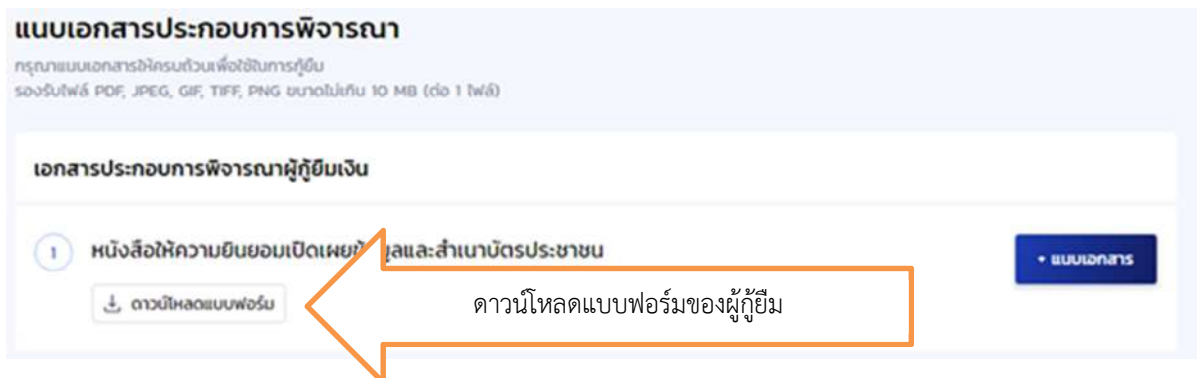 แนบเอกสารประกอบการพิจารณา
กรุณาแนบเอกสารให้ครบถ้วนเพื่อใช้ในการกู้ยืม
รองรับไฟล์ PDF, JPEG, GIF, TIFF, PNG ขนาดไม่เกิน 10 MB (ต่อ 1 ไฟล์)
เอกสารประกอบการพิจารณาผู้กู้ยืมเงิน
1 หนังสือให้ความยินยอมเปิดเผยข้อมูลและสำเนาบัตรประชาชน
+ แนบเอกสาร
ดาวน์โหลดแบบฟอร์ม
ดาวน์โหลดแบบฟอร์มของผู้กู้ยืม